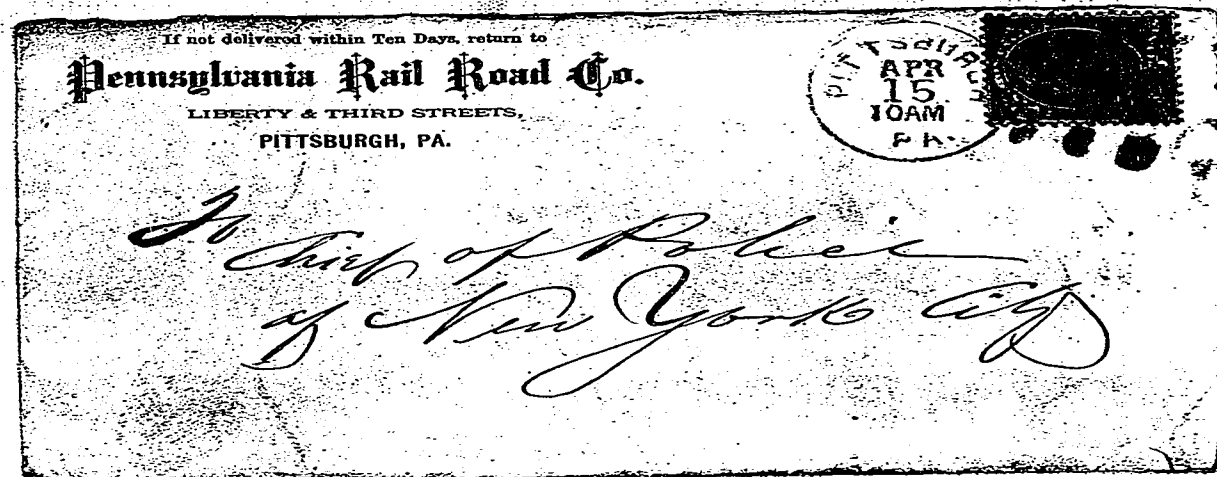 If not delivered within Ten Days, return to
Pennsylvania Rail Road Co.
LIBERTY & THIRD STREETS,
PITTSBURGH, PA.
PITTSBURGH
APR
15
10AM
PA
To
Chief of Police
of New York City